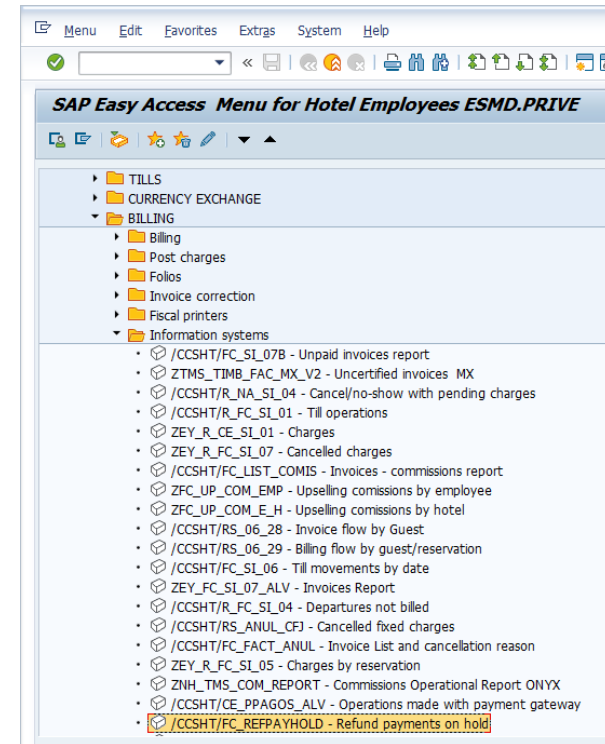 Menu Edit Favorites Extras System Help
SAP Easy Access Menu for Hotel Employees ESMD.PRIVE
TILLS
CURRENCY EXCHANGE
BILLING
Billing
Post charges
Folios
Invoice correction
Fiscal printers
Information systems
/CCSHT/FC_SI_07B - Unpaid invoices report
ZTMS_TIMB_FAC_MX_V2 - Uncertified invoices MX
/CCSHT/R_NA_SI_04 - Cancel/no-show with pending charges
/CCSHT/R_FC_SI_01 - Till operations
ZEY_R_CE_SI_01 - Charges
ZEY_R_FC_SI_07 - Cancelled charges
/CCSHT/FC_LIST_COMIS - Invoices - commissions report
ZFC_UP_COM_EMP - Upselling comissions by employee
ZFC_UP_COM_E_H - Upselling comissions by hotel
/CCSHT/RS_06_28 - Invoice flow by Guest
/CCSHT/RS_06_29 - Billing flow by guest/reservation
/CCSHT/FC_SI_06 - Till movements by date
ZEY_FC_SI_07_ALV - Invoices Report
/CCSHT/R_FC_SI_04 - Departures not billed
/CCSHT/RS_ANUL_CFJ - Cancelled fixed charges
/CCSHT/FC_FACT_ANUL - Invoice List and cancellation reason
ZEY_R_FC_SI_05 - Charges by reservation
ZNH_TMS_COM_REPORT - Commissions Operational Report ONYX
/CCSHT/CE_PPAGOS_ALV - Operations made with payment gateway
/CCSHT/FC_REFPAYHOLD - Refund payments on hold